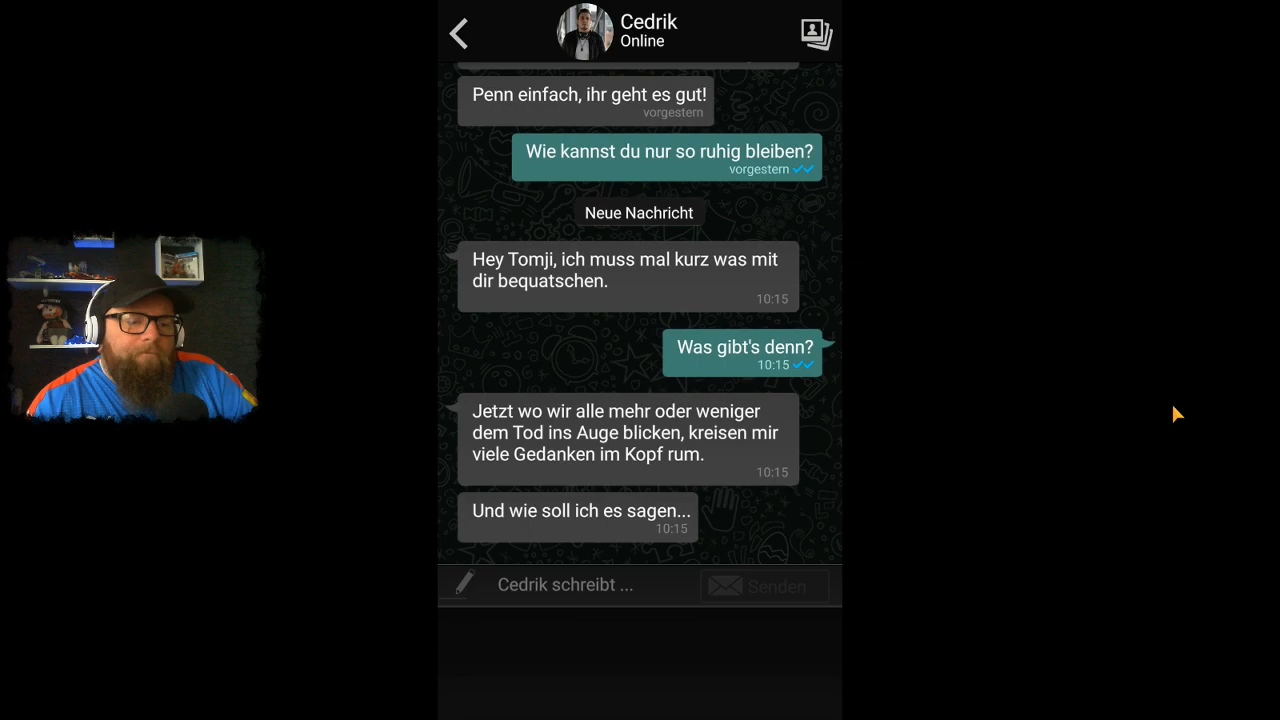 Cedrik
Online
Penn einfach, ihr geht es gut!
vorgestern
Wie kannst du nur so ruhig bleiben?
vorgestern
Neue Nachricht
Hey Tomji, ich muss mal kurz was mit
dir bequatschen.
10:15
Was gibt's denn?
10:15
Jetzt wo wir alle mehr oder weniger
dem Tod ins Auge blicken, kreisen mir
viele Gedanken im Kopf rum.
10:15
Und wie soll ich es sagen...
10:15
Cedrik schreibt ...
Senden